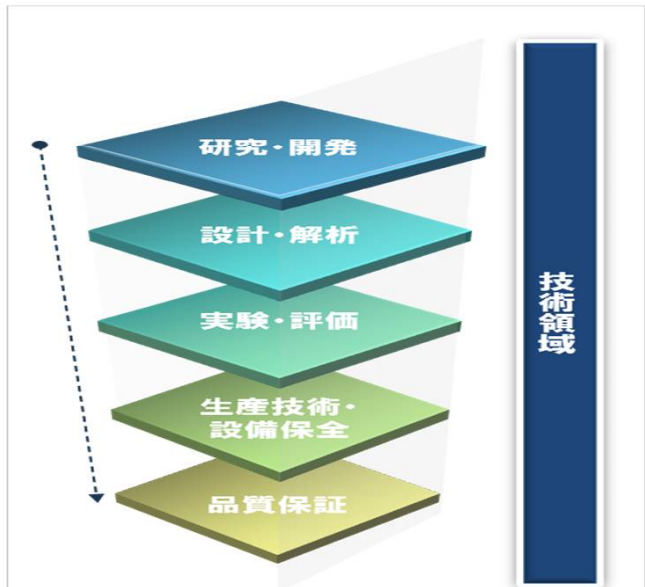 研究・開発
設計・解析
実験・評価
生産技術・
設備保全
品質保証
技術領域